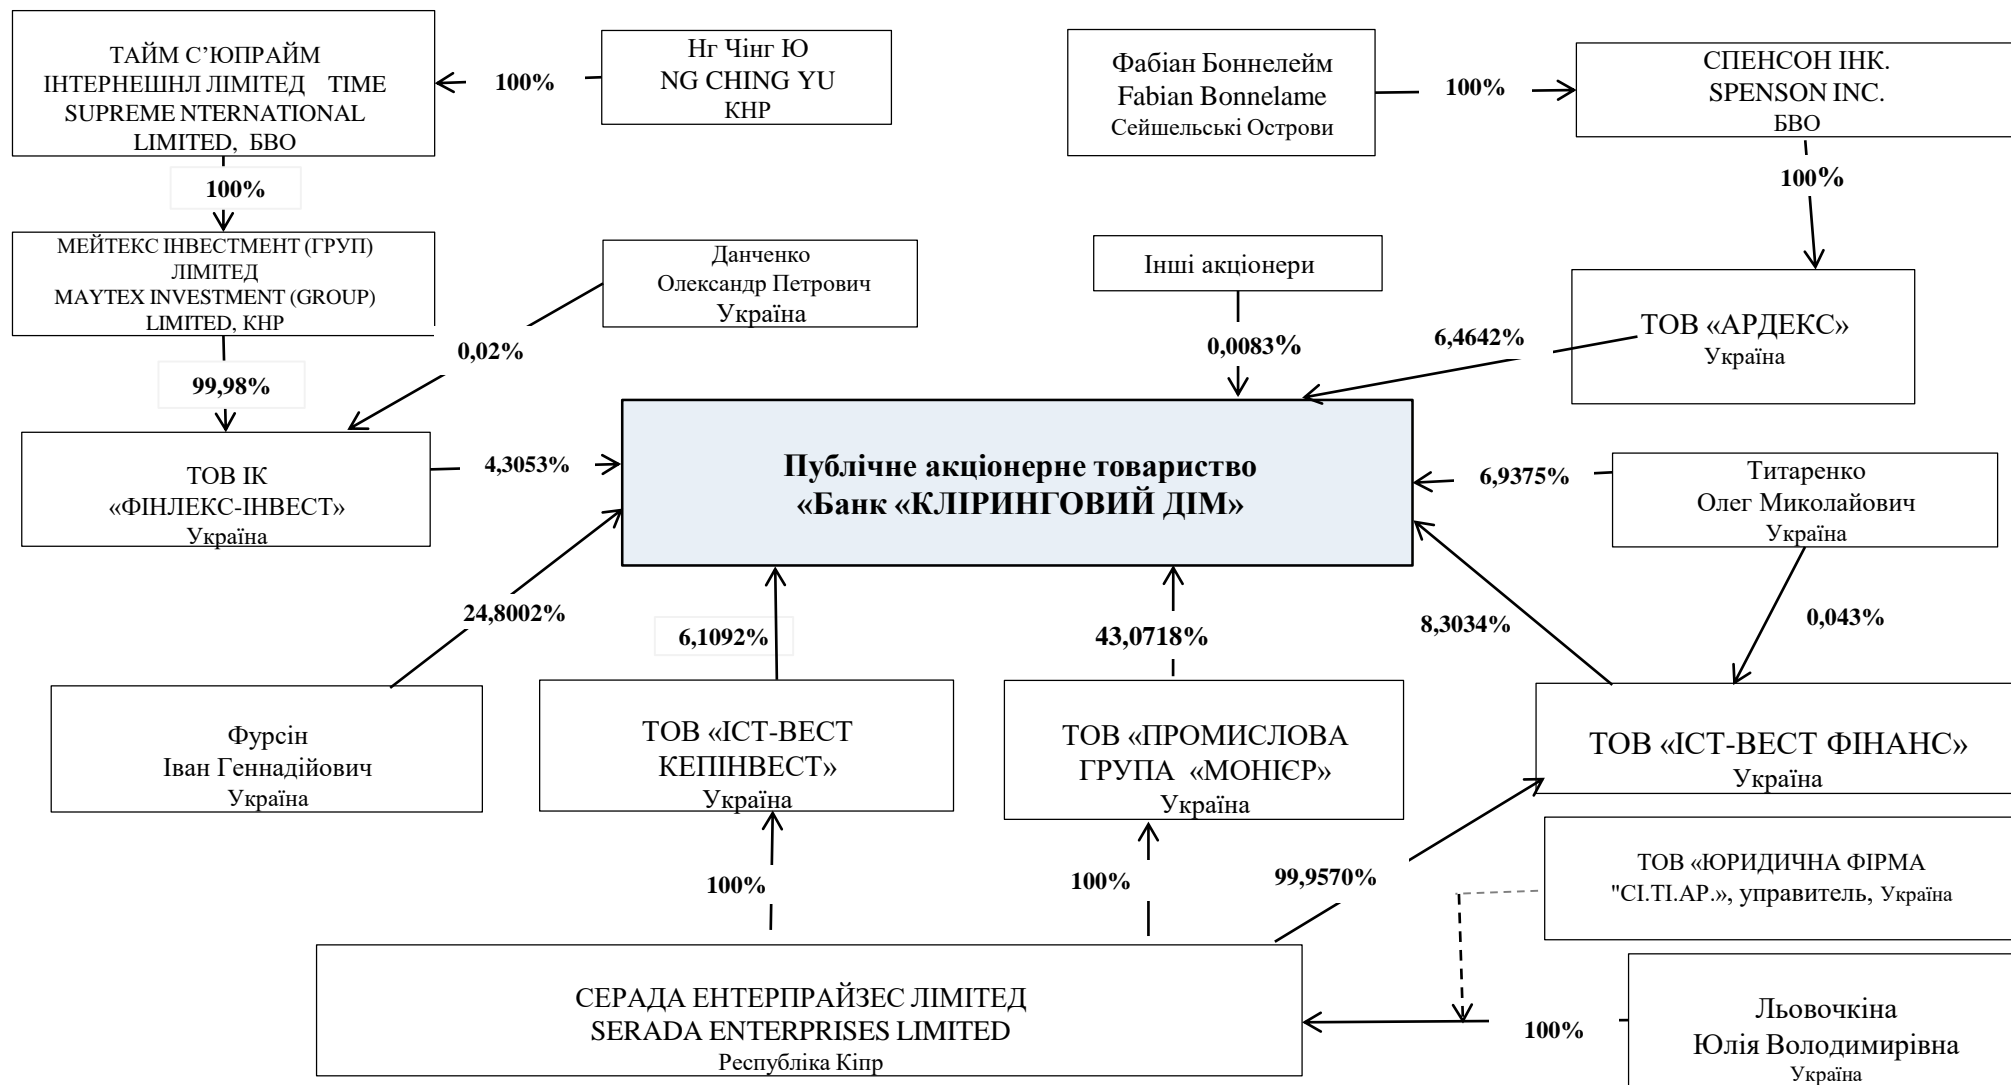 ТАЙМ С’ЮПРАЙМ
ІНТЕРНЕШНЛ ЛІМІТЕД TIME
SUPREME NTERNATIONAL
LIMITED, БВО
100%
Нг Чінг Ю
NG CHING YU
КНР
Фабіан Боннелейм
Fabian Bonnelame
Сейшельські Острови
100%
СПЕНСОН ІНК.
SPENSON INC.
БВО
100%
100%
МЕЙТЕКС ІНВЕСТМЕНТ (ГРУП)
ЛІМІТЕД
MAYTEX INVESTMENT (GROUP)
LIMITED, КНР
Данченко
Олександр Петрович
Україна
Інші акціонери
ТОВ «АРДЕКС»
Україна
0,02%
0,0083%
6,4642%
99,98%
ТОВ ІК
«ФІНЛЕКС-ІНВЕСТ»
Україна
4,3053%
Публічне акціонерне товариство
«Банк «КЛІРИНГОВИЙ ДІМ»
6,9375%
Титаренко
Олег Миколайович
Україна
24,8002%
6,1092%
43,0718%
8,3034%
0,043%
Фурсін
Іван Геннадійович
Україна
ТОВ «ІСТ-ВЕСТ
КЕПІНВЕСТ»
Україна
ТОВ «ПРОМИСЛОВА
ГРУПА «МОНІЄР»
Україна
ТОВ «ІСТ-ВЕСТ ФІНАНС»
Україна
100%
100%
99,9570%
ТОВ «ЮРИДИЧНА ФІРМА
"СІ.ТІ.АР.», управитель, Україна
СЕРАДА ЕНТЕРПРАЙЗЕС ЛІМІТЕД
SERADA ENTERPRISES LIMITED
Республіка Кіпр
100%
Льовочкіна
Юлія Володимирівна
Україна